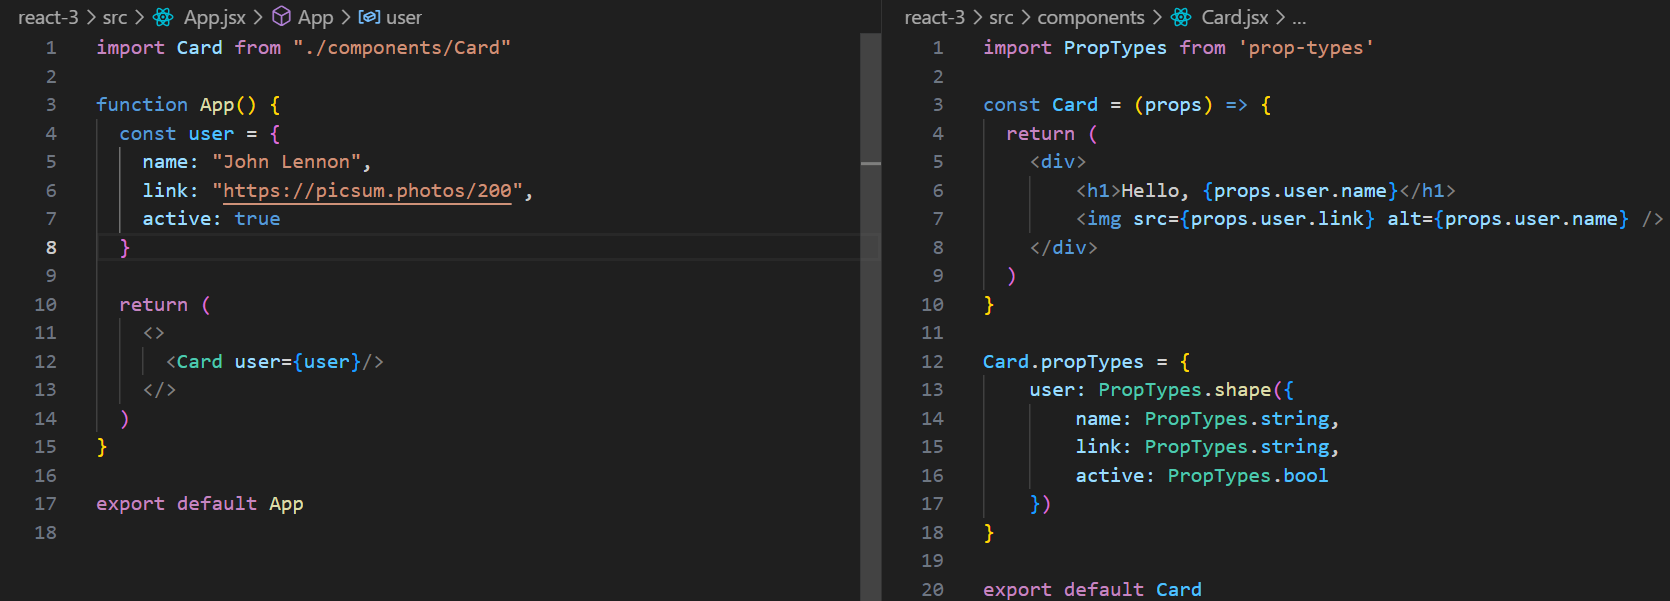 react-3 > src > App.jsx > App > user
1 import Card from "./components/Card"
2
3 function App() {
4   const user = {
5     name: "John Lennon",
6     link: "https://picsum.photos/200",
7     active: true
8   }
9
10   return (
11     <>
12       <Card user={user}/>
13     </>
14   )
15 }
16
17 export default App
18
react-3 > src > components > Card.jsx > ...
1 import PropTypes from 'prop-types'
2
3 const Card = (props) => {
4   return (
5     <div>
6         <h1>Hello, {props.user.name}</h1>
7         <img src={props.user.link} alt={props.user.name} />
8     </div>
9   )
10 }
11
12 Card.propTypes = {
13     user: PropTypes.shape({
14         name: PropTypes.string,
15         link: PropTypes.string,
16         active: PropTypes.bool
17     })
18 }
19
20 export default Card